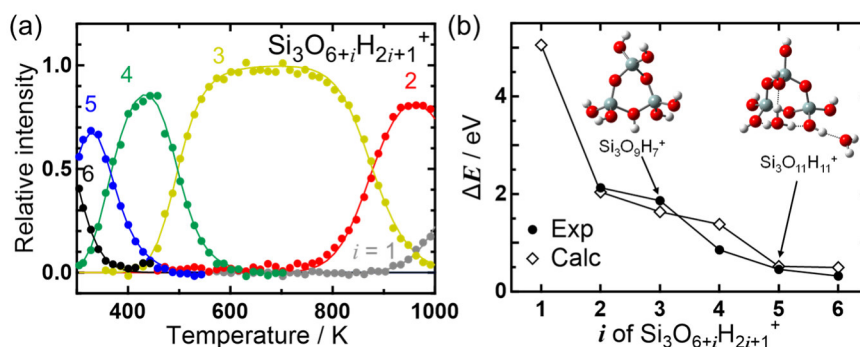 (a)
Si₃O₆₊ᵢH₂ᵢ₊₁⁺
Relative intensity
1.0
0.5
0.0
6
5
4
3
2
i = 1
400
600
800
1000
Temperature / K
(b)
ΔE / eV
4
2
0
Si₃O₉H₇⁺
Si₃O₁₁H₁₁⁺
Exp
Calc
1 2 3 4 5 6
i of Si₃O₆₊ᵢH₂ᵢ₊₁⁺